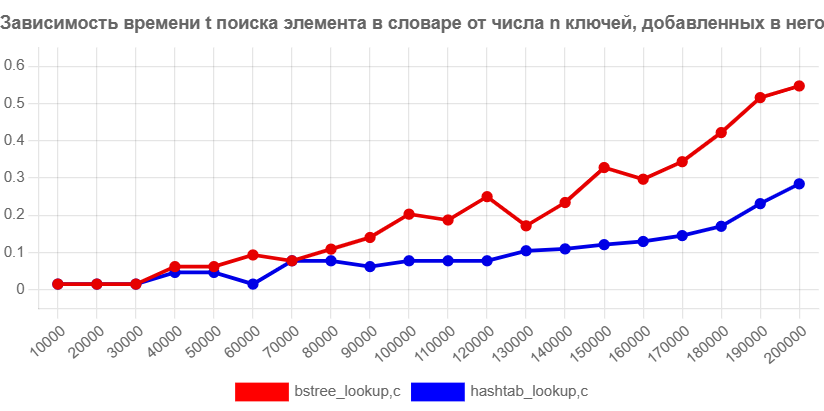 Зависимость времени t поиска элемента в словаре от числа n ключей, добавленных в него
0.6
0.5
0.4
0.3
0.2
0.1
0
10000 20000 30000 40000 50000 60000 70000 80000 90000 100000 110000 120000 130000 140000 150000 160000 170000 180000 190000 200000
bstree_lookup,c hashtab_lookup,c